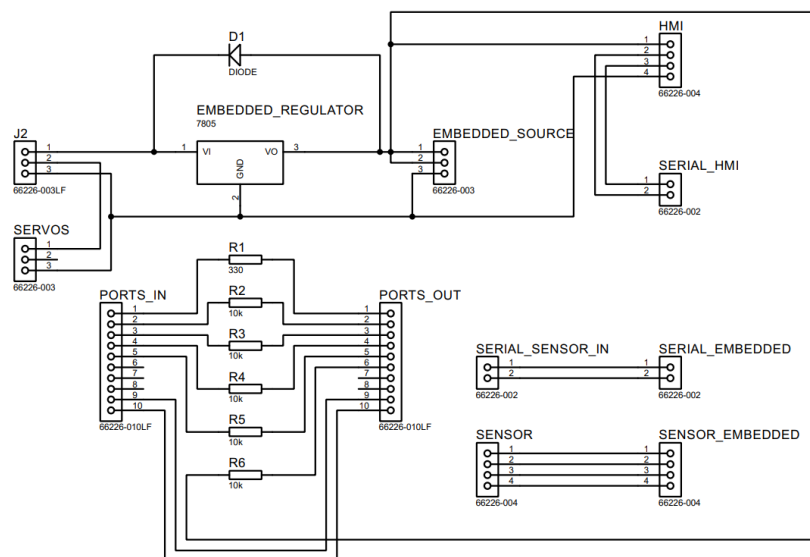 D1
DIODE
HMI
1
2
3
4
66226-004
EMBEDDED_REGULATOR
7805
1
VI
VO
3
GND
2
J2
1
2
3
66226-003LF
EMBEDDED_SOURCE
1
2
3
66226-003
SERIAL_HMI
1
2
66226-002
SERVOS
1
2
3
66226-003
PORTS_IN
1
2
3
4
5
6
7
8
9
10
66226-010LF
R1
330
R2
10k
R3
10k
R4
10k
R5
10k
R6
10k
PORTS_OUT
1
2
3
4
5
6
7
8
9
10
66226-010LF
SERIAL_SENSOR_IN
1
2
66226-002
SERIAL_EMBEDDED
1
2
66226-002
SENSOR
1
2
3
4
66226-004
SENSOR_EMBEDDED
1
2
3
4
66226-004